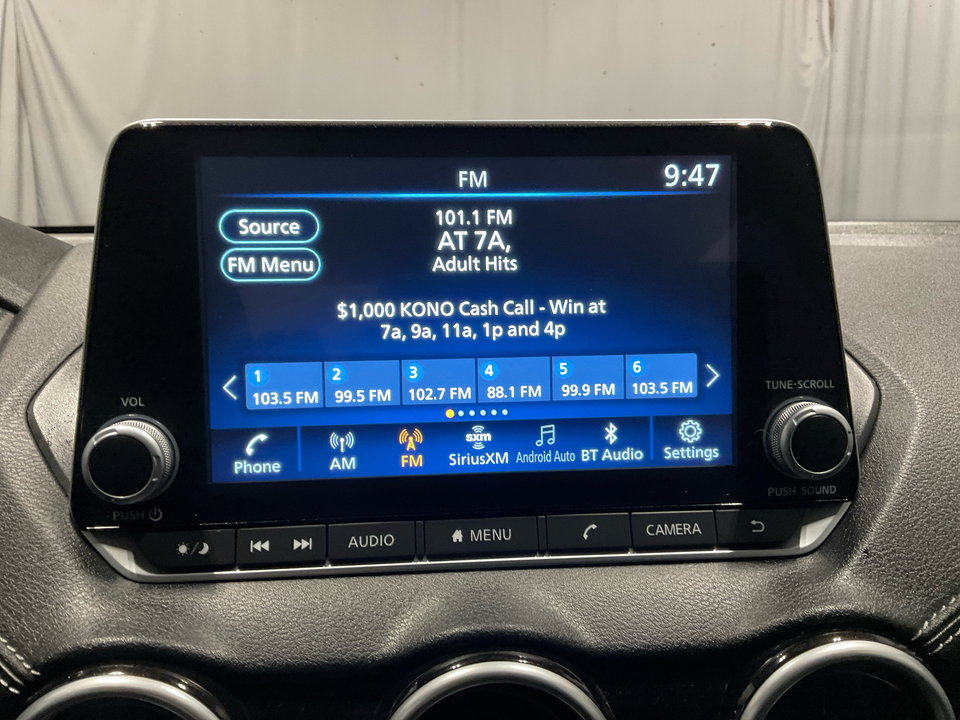 FM
9:47
Source
FM Menu
101.1 FM
AT 7A,
Adult Hits
$1,000 KONO Cash Call - Win at
7a, 9a, 11a, 1p and 4p
1 103.5 FM
2 99.5 FM
3 102.7 FM
4 88.1 FM
5 99.9 FM
6 103.5 FM
Phone
AM
FM
sxm
SiriusXM
Android Auto
BT Audio
Settings
VOL
PUSH
TUNE·SCROLL
PUSH SOUND
AUDIO
MENU
CAMERA